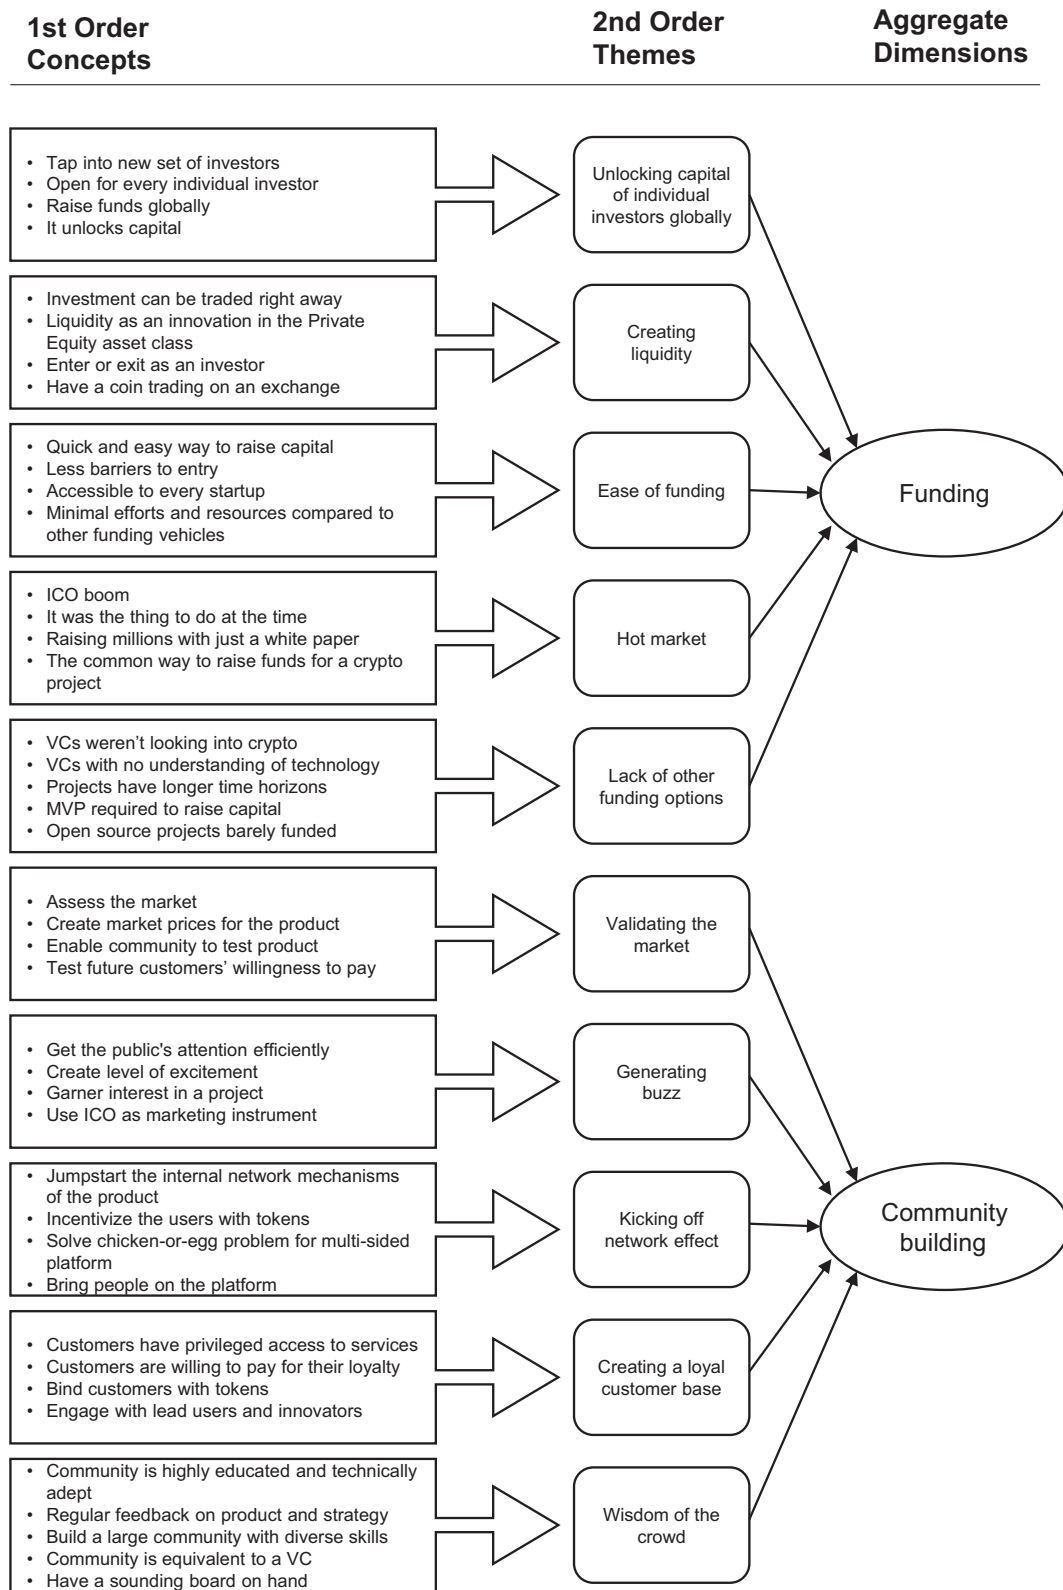 1st Order
Concepts
2nd Order
Themes
Aggregate
Dimensions
• Tap into new set of investors
• Open for every individual investor
• Raise funds globally
• It unlocks capital
Unlocking capital
of individual
investors globally
• Investment can be traded right away
• Liquidity as an innovation in the Private
Equity asset class
• Enter or exit as an investor
• Have a coin trading on an exchange
Creating
liquidity
• Quick and easy way to raise capital
• Less barriers to entry
• Accessible to every startup
• Minimal efforts and resources compared to
other funding vehicles
Ease of funding
Funding
• ICO boom
• It was the thing to do at the time
• Raising millions with just a white paper
• The common way to raise funds for a crypto
project
Hot market
• VCs weren't looking into crypto
• VCs with no understanding of technology
• Projects have longer time horizons
• MVP required to raise capital
• Open source projects barely funded
Lack of other
funding options
• Assess the market
• Create market prices for the product
• Enable community to test product
• Test future customers' willingness to pay
Validating the
market
• Get the public's attention efficiently
• Create level of excitement
• Garner interest in a project
• Use ICO as marketing instrument
Generating
buzz
• Jumpstart the internal network mechanisms
of the product
• Incentivize the users with tokens
• Solve chicken-or-egg problem for multi-sided
platform
• Bring people on the platform
Kicking off
network effect
Community
building
• Customers have privileged access to services
• Customers are willing to pay for their loyalty
• Bind customers with tokens
• Engage with lead users and innovators
Creating a loyal
customer base
• Community is highly educated and technically
adept
• Regular feedback on product and strategy
• Build a large community with diverse skills
• Community is equivalent to a VC
• Have a sounding board on hand
Wisdom of the
crowd